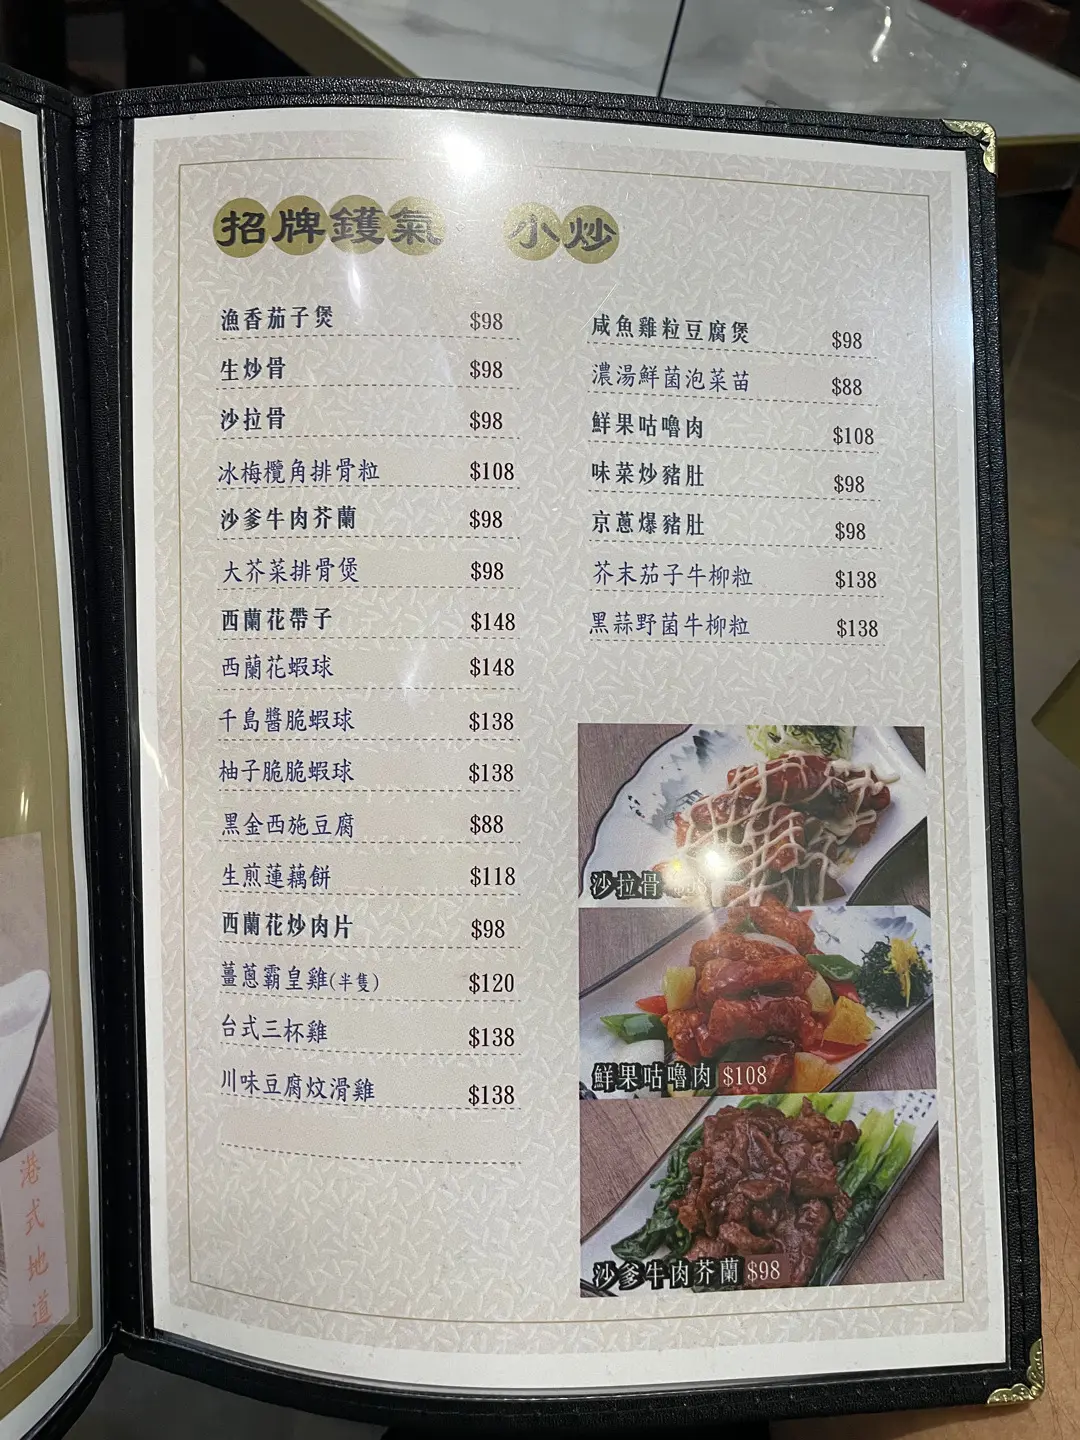 招牌鑊氣 小炒
漁香茄子煲 $98
生炒骨 $98
沙拉骨 $98
冰梅欖角排骨粒 $108
沙爹牛肉芥蘭 $98
大芥菜排骨煲 $98
西蘭花帶子 $148
西蘭花蝦球 $148
千島醬脆蝦球 $138
柚子脆脆蝦球 $138
黑金西施豆腐 $88
生煎蓮藕餅 $118
西蘭花炒肉片 $98
薑蔥霸皇雞(半隻) $120
台式三杯雞 $138
川味豆腐炆滑雞 $138
咸魚雞粒豆腐煲 $98
濃湯鮮菌泡菜苗 $88
鮮果咕嚕肉 $108
味菜炒豬肚 $98
京蔥爆豬肚 $98
芥末茄子牛柳粒 $138
黑蒜野菌牛柳粒 $138
沙拉骨
鮮果咕嚕肉 $108
沙爹牛肉芥蘭 $98
港式地道